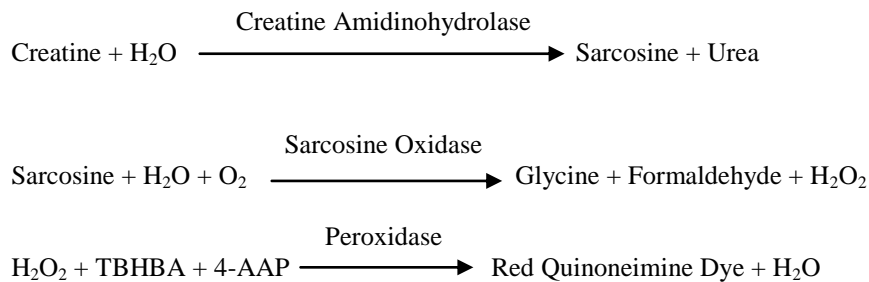 Creatine Amidinohydrolase
Creatine + H₂O Sarcosine + Urea
Sarcosine Oxidase
Sarcosine + H₂O + O₂ Glycine + Formaldehyde + H₂O₂
Peroxidase
H₂O₂ + TBHBA + 4-AAP Red Quinoneimine Dye + H₂O